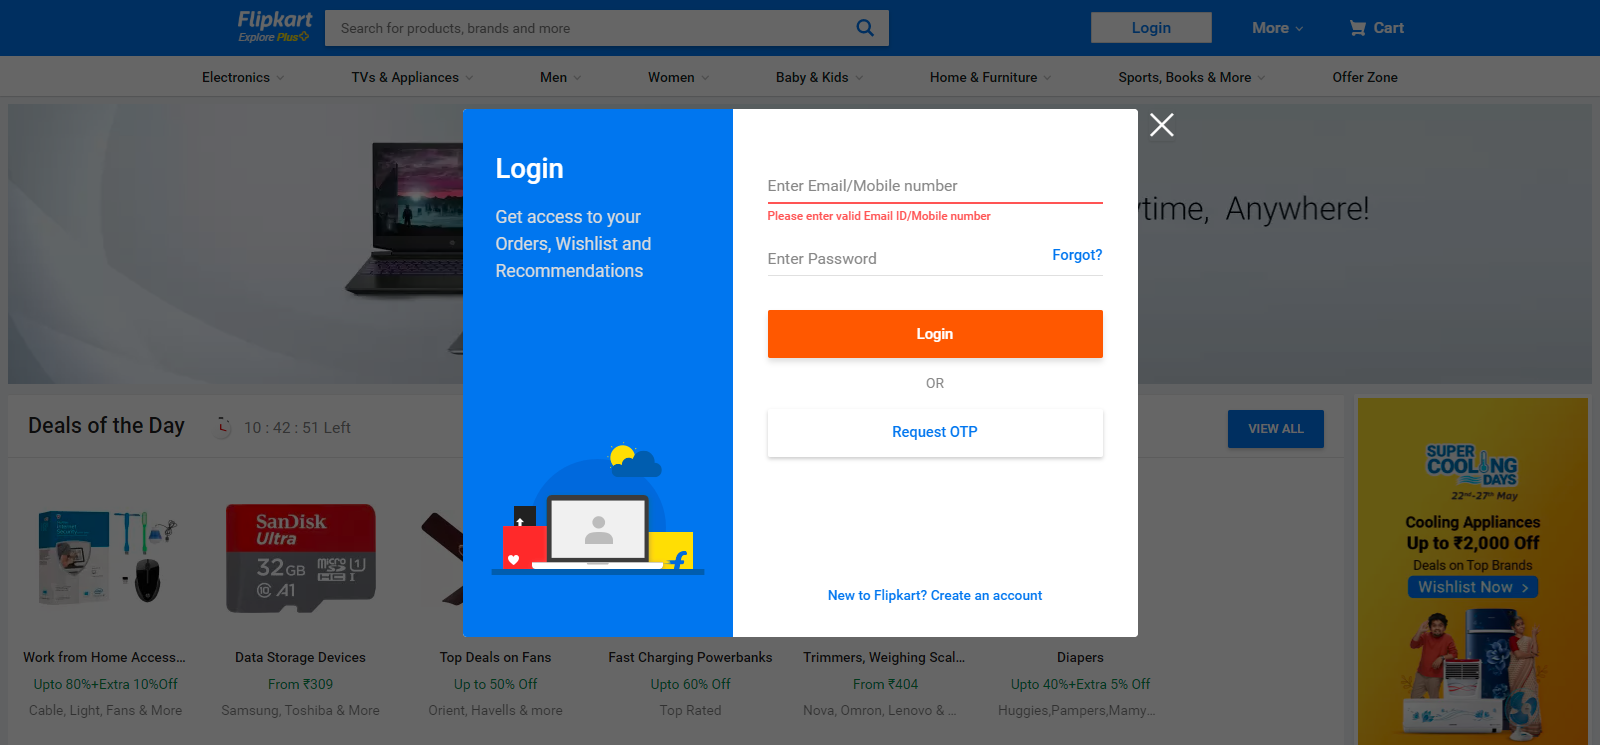 Flipkart
Explore Plus
Search for products, brands and more
Login
More
Cart
Electronics
TVs & Appliances
Men
Women
Baby & Kids
Home & Furniture
Sports, Books & More
Offer Zone
Login
Get access to your
Orders, Wishlist and
Recommendations
Enter Email/Mobile number
Please enter valid Email ID/Mobile number
Enter Password
Forgot?
Login
OR
Request OTP
New to Flipkart? Create an account
time, Anywhere!
Deals of the Day
10 : 42 : 51 Left
VIEW ALL
SanDisk
Ultra
32GB
micro
HC I
U1
A1
Work from Home Access...
Upto 80%+Extra 10%Off
Cable, Light, Fans & More
Data Storage Devices
From ₹309
Samsung, Toshiba & More
Top Deals on Fans
Up to 50% Off
Orient, Havells & more
Fast Charging Powerbanks
Upto 60% Off
Top Rated
Trimmers, Weighing Scal...
From ₹404
Nova, Omron, Lenovo & ...
Diapers
Upto 40%+Extra 5% Off
Huggies,Pampers,Mamy...
SUPER
COOLING
DAYS
22nd-27th May
Cooling Appliances
Up to ₹2,000 Off
Deals on Top Brands
Wishlist Now >